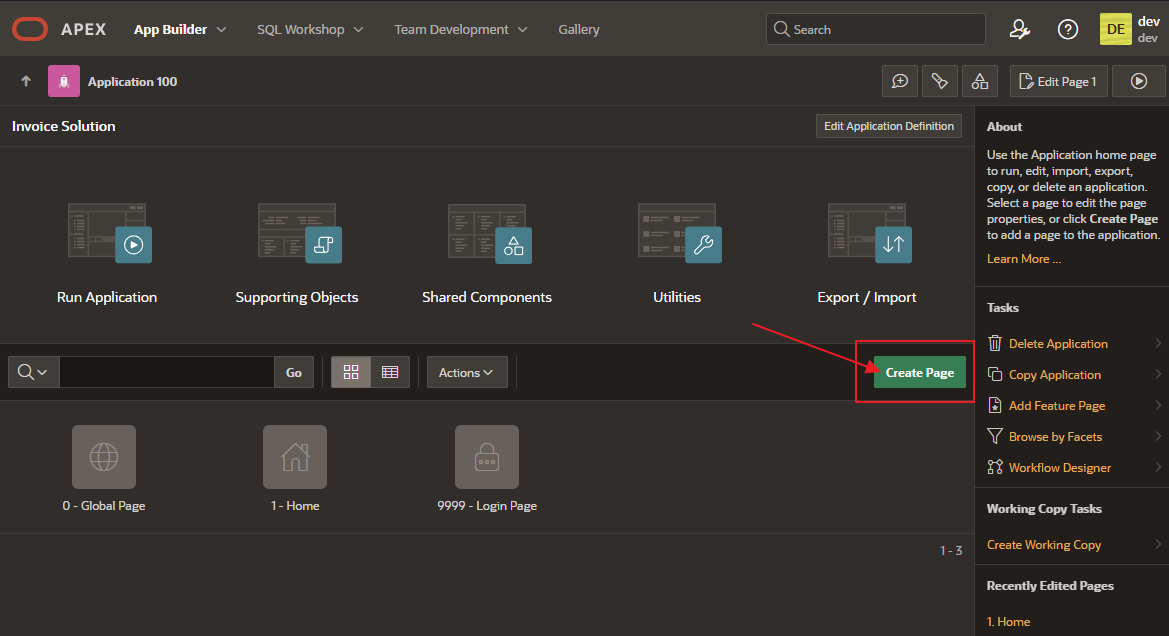 APEX
App Builder
SQL Workshop
Team Development
Gallery
Search
DE
dev
dev
Application 100
Edit Page 1
Invoice Solution
Edit Application Definition
Run Application
Supporting Objects
Shared Components
Utilities
Export / Import
Go
Actions
Create Page
0 - Global Page
1 - Home
9999 - Login Page
1 - 3
About
Use the Application home page
to run, edit, import, export,
copy, or delete an application.
Select a page to edit the page
properties, or click Create Page
to add a page to the application.
Learn More ...
Tasks
Delete Application
Copy Application
Add Feature Page
Browse by Facets
Workflow Designer
Working Copy Tasks
Create Working Copy
Recently Edited Pages
1. Home